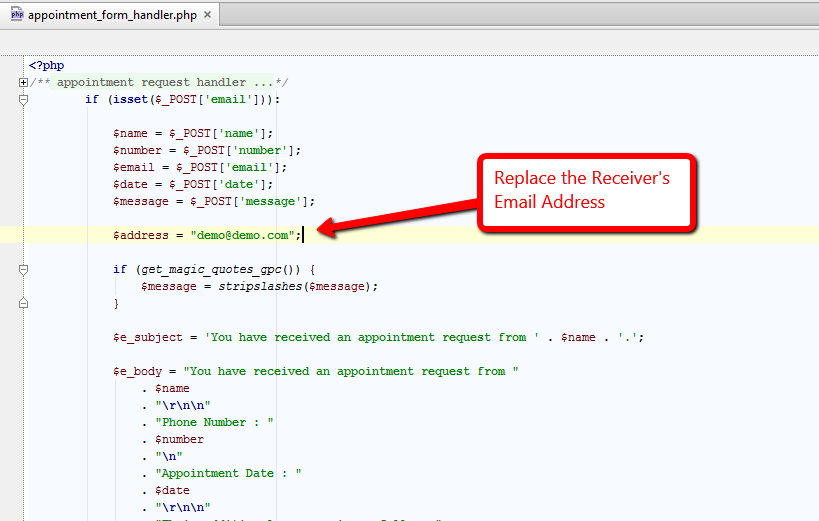 appointment_form_handler.php
<?php
/** appointment request handler ...*/
if (isset($_POST['email'])):
$name = $_POST['name'];
$number = $_POST['number'];
$email = $_POST['email'];
$date = $_POST['date'];
$message = $_POST['message'];
Replace the Receiver's
Email Address
$address = "demo@demo.com";
if (get_magic_quotes_gpc()) {
$message = stripslashes($message);
}
$e_subject = 'You have received an appointment request from ' . $name . '.';
$e_body = "You have received an appointment request from "
. $name
. "\r\n\n"
. "Phone Number : "
. $number
. "\n"
. "Appointment Date : "
. $date
. "\r\n\n"